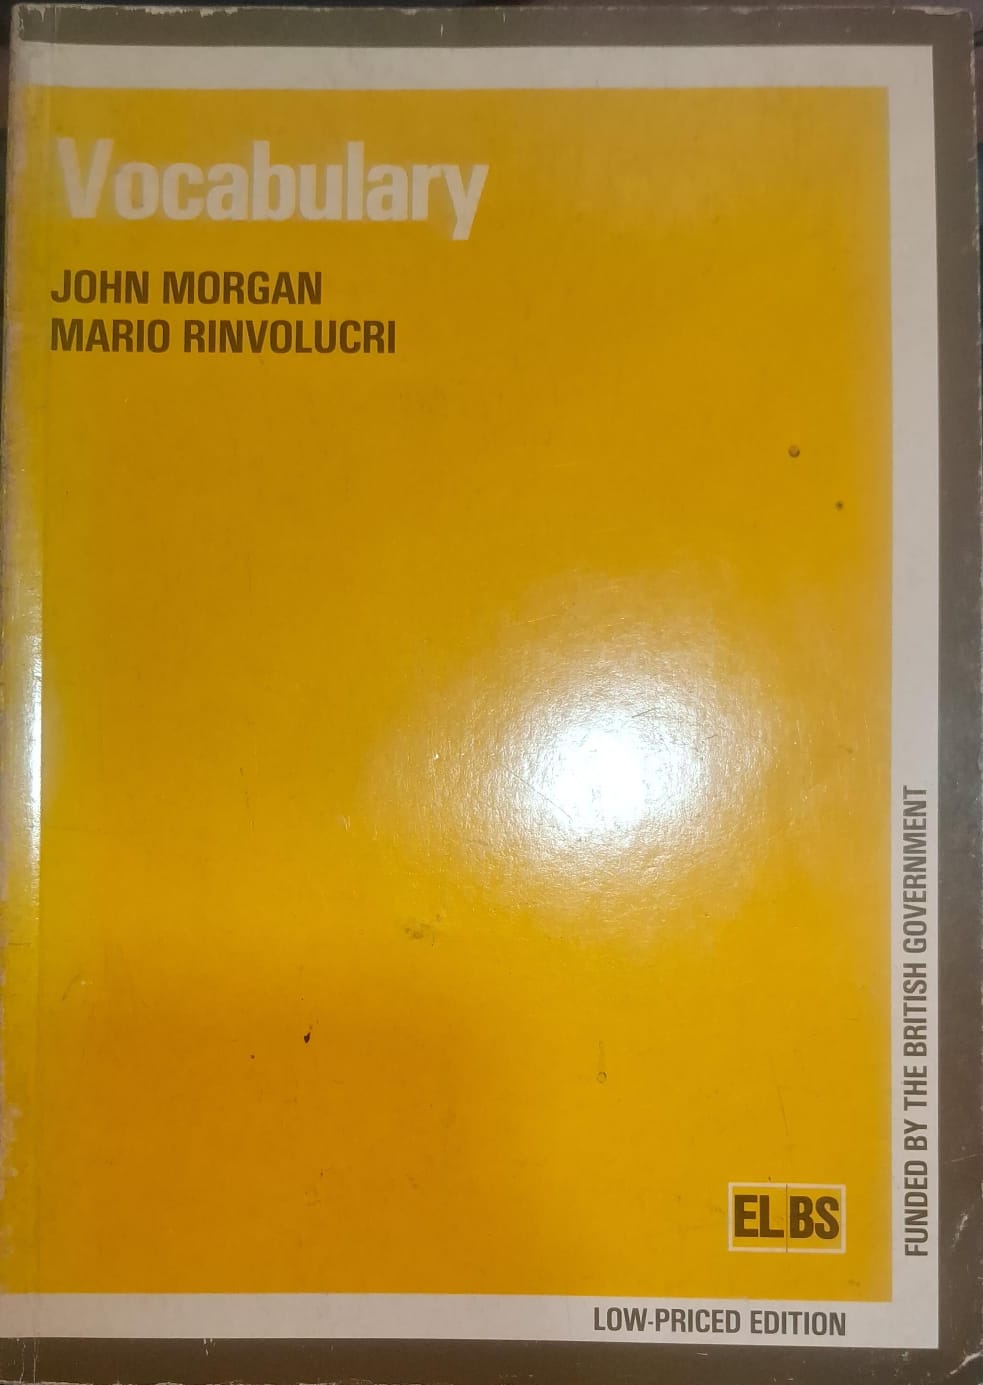 Vocabulary
JOHN MORGAN
MARIO RINVOLUCRI
FUNDED BY THE BRITISH GOVERNMENT
ELBS
LOW-PRICED EDITION